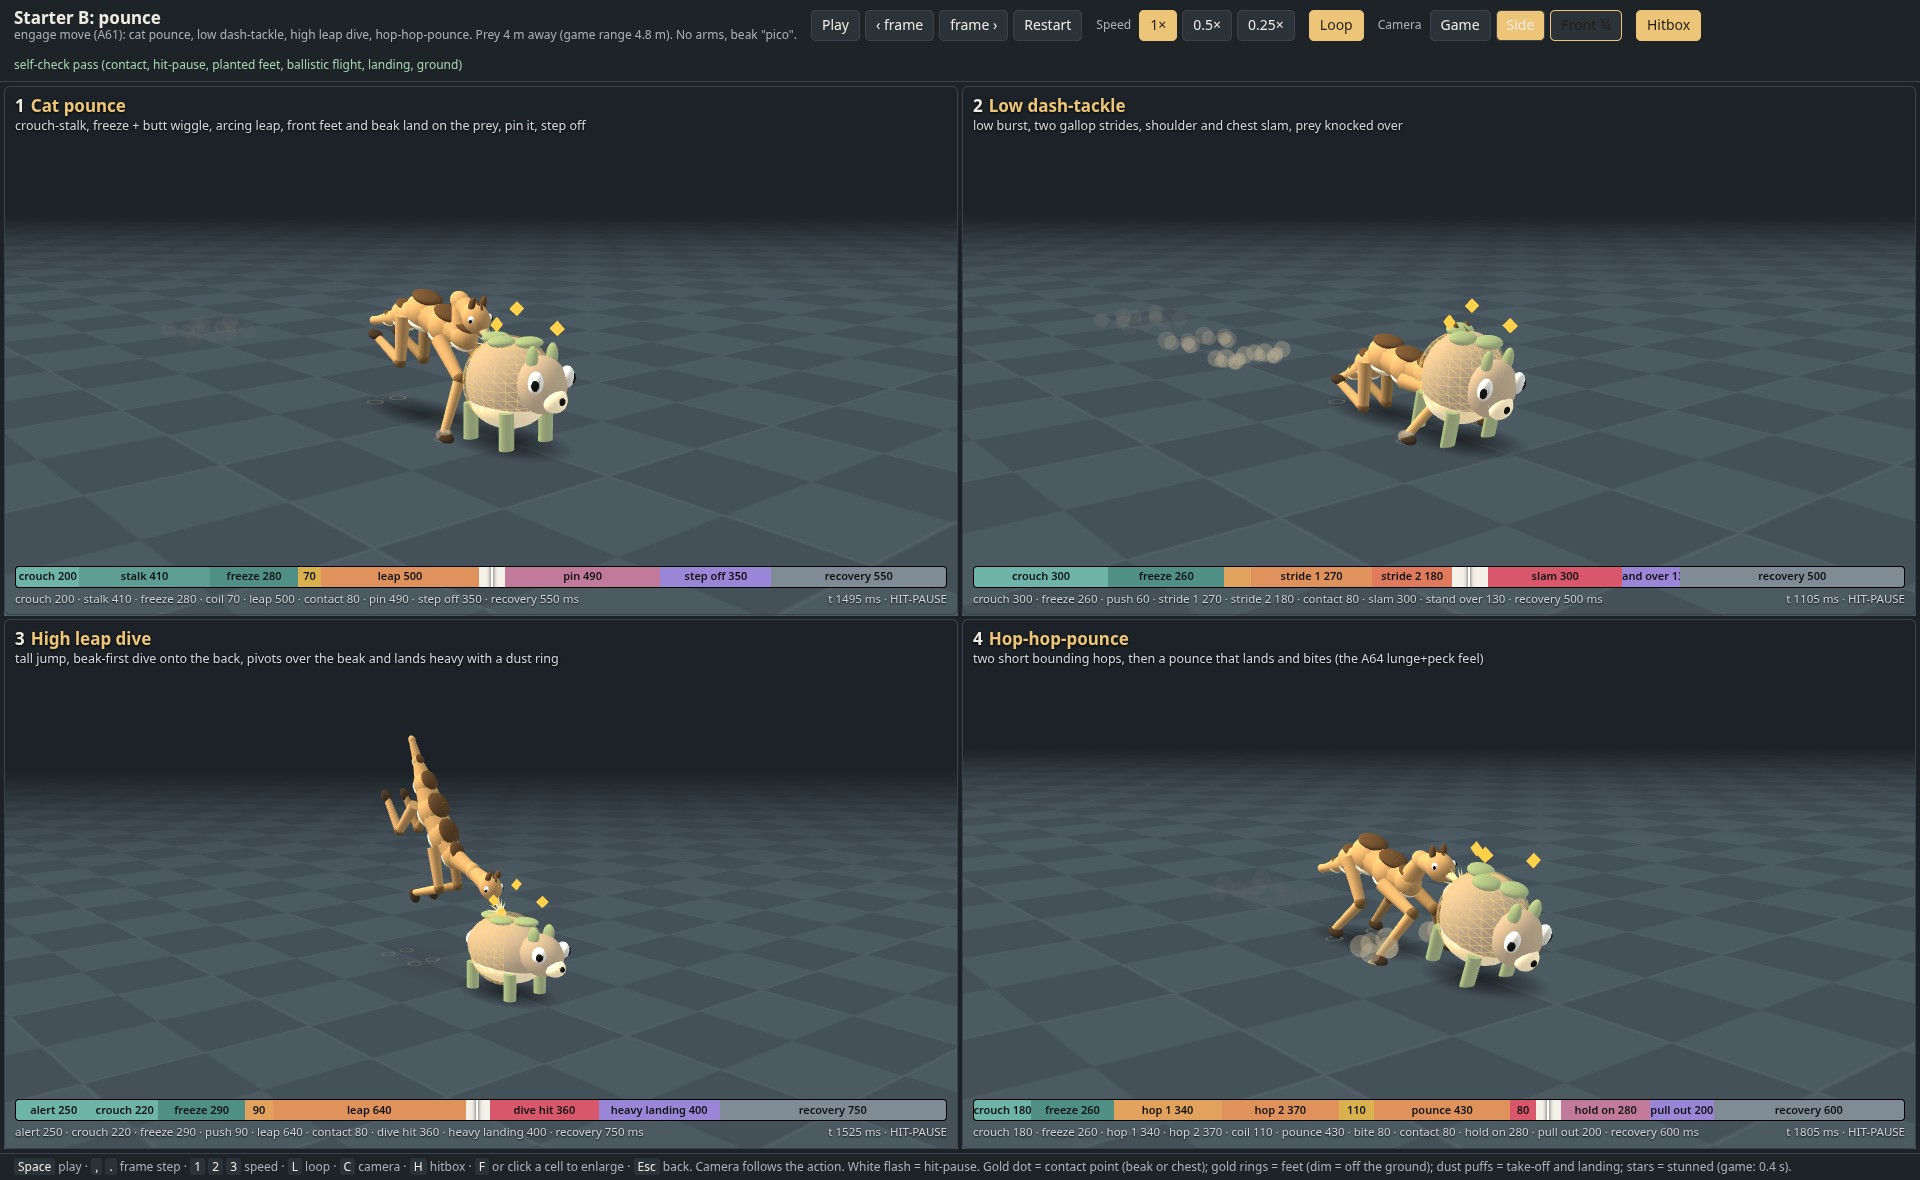 Starter B: pounce
engage move (A61): cat pounce, low dash-tackle, high leap dive, hop-hop-pounce. Prey 4 m away (game range 4.8 m). No arms, beak "pico".
Play ‹ frame frame › Restart Speed 1× 0.5× 0.25× Loop Camera Game Side Front ¾ Hitbox
self-check pass (contact, hit-pause, planted feet, ballistic flight, landing, ground)
1 Cat pounce
crouch-stalk, freeze + butt wiggle, arcing leap, front feet and beak land on the prey, pin it, step off
crouch 200 stalk 410 freeze 280 70 leap 500 pin 490 step off 350 recovery 550
crouch 200 · stalk 410 · freeze 280 · coil 70 · leap 500 · contact 80 · pin 490 · step off 350 · recovery 550 ms
t 1495 ms · HIT-PAUSE
2 Low dash-tackle
low burst, two gallop strides, shoulder and chest slam, prey knocked over
crouch 300 freeze 260 stride 1 270 stride 2 180 slam 300 and over 13 recovery 500
crouch 300 · freeze 260 · push 60 · stride 1 270 · stride 2 180 · contact 80 · slam 300 · stand over 130 · recovery 500 ms
t 1105 ms · HIT-PAUSE
3 High leap dive
tall jump, beak-first dive onto the back, pivots over the beak and lands heavy with a dust ring
alert 250 crouch 220 freeze 290 90 leap 640 dive hit 360 heavy landing 400 recovery 750
alert 250 · crouch 220 · freeze 290 · push 90 · leap 640 · contact 80 · dive hit 360 · heavy landing 400 · recovery 750 ms
t 1525 ms · HIT-PAUSE
4 Hop-hop-pounce
two short bounding hops, then a pounce that lands and bites (the A64 lunge+peck feel)
crouch 180 freeze 260 hop 1 340 hop 2 370 110 pounce 430 80 hold on 280 pull out 200 recovery 600
crouch 180 · freeze 260 · hop 1 340 · hop 2 370 · coil 110 · pounce 430 · bite 80 · contact 80 · hold on 280 · pull out 200 · recovery 600 ms
t 1805 ms · HIT-PAUSE
Space play · , . frame step · 1 2 3 speed · L loop · C camera · H hitbox · F or click a cell to enlarge · Esc back. Camera follows the action. White flash = hit-pause. Gold dot = contact point (beak or chest); gold rings = feet (dim = off the ground); dust puffs = take-off and landing; stars = stunned (game: 0.4 s).